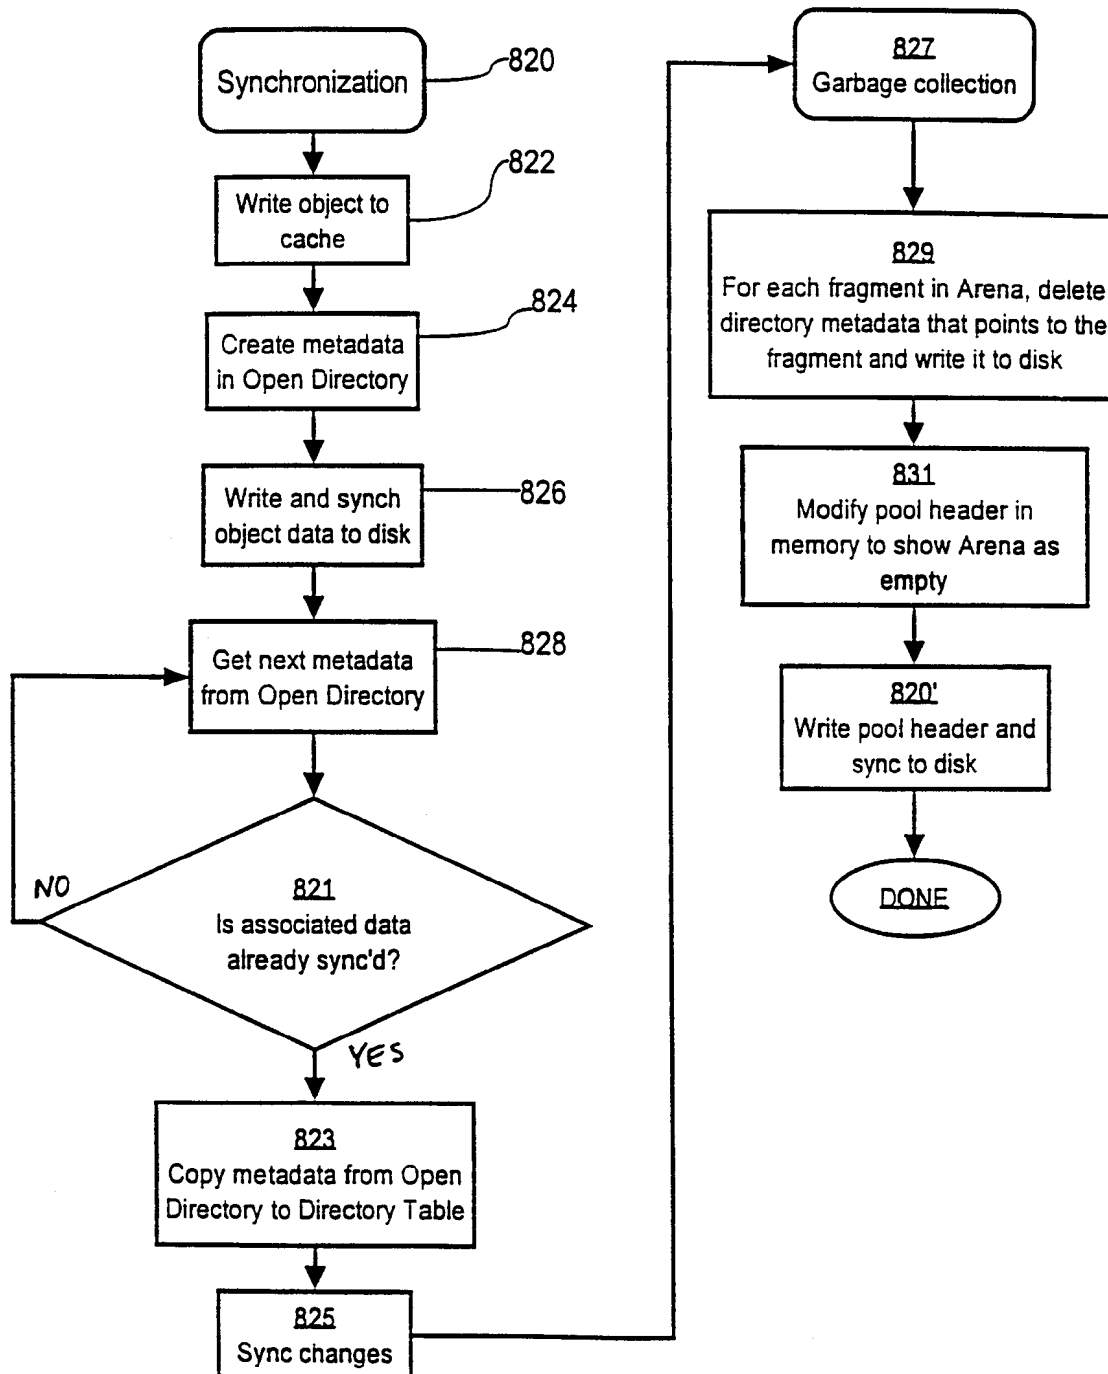 Synchronization
820
Write object to
cache
822
Create metadata
in Open Directory
824
Write and synch
object data to disk
826
Get next metadata
from Open Directory
828
821
Is associated data
already sync'd?
NO
YES
823
Copy metadata from Open
Directory to Directory Table
825
Sync changes
827
Garbage collection
829
For each fragment in Arena, delete
directory metadata that points to the
fragment and write it to disk
831
Modify pool header in
memory to show Arena as
empty
820'
Write pool header and
sync to disk
DONE